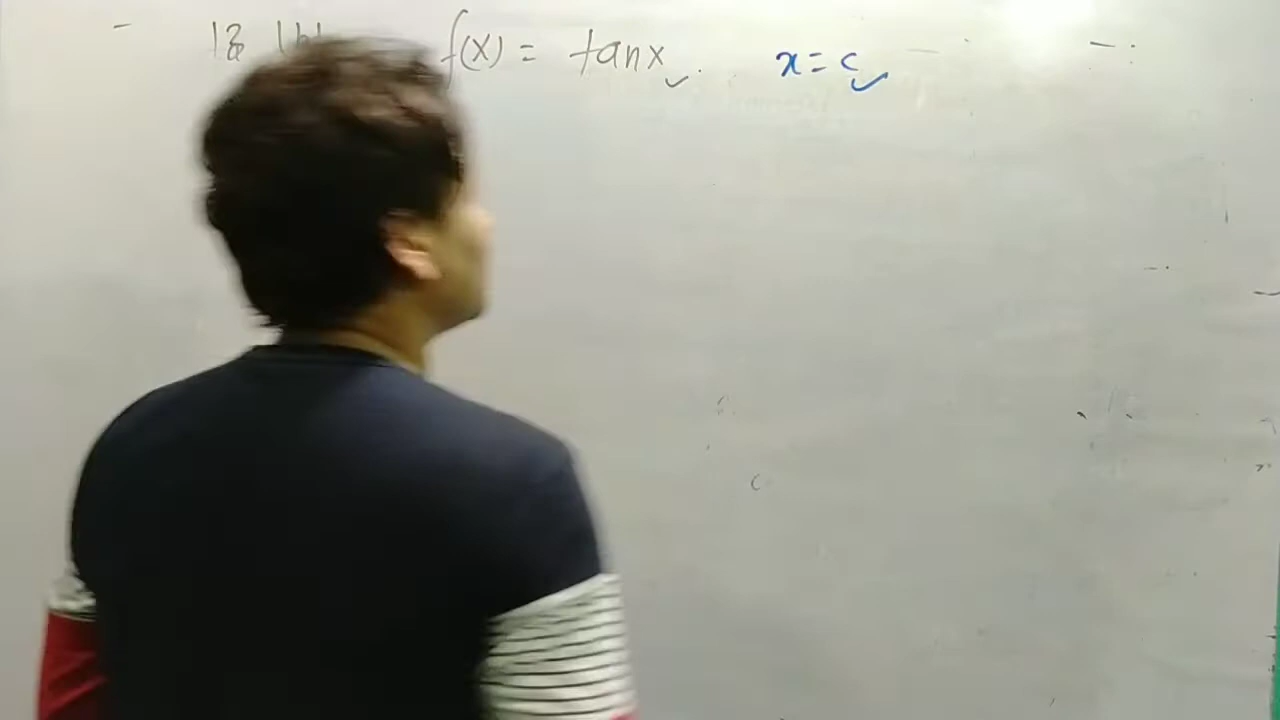 18 f(x) = tanx x = c